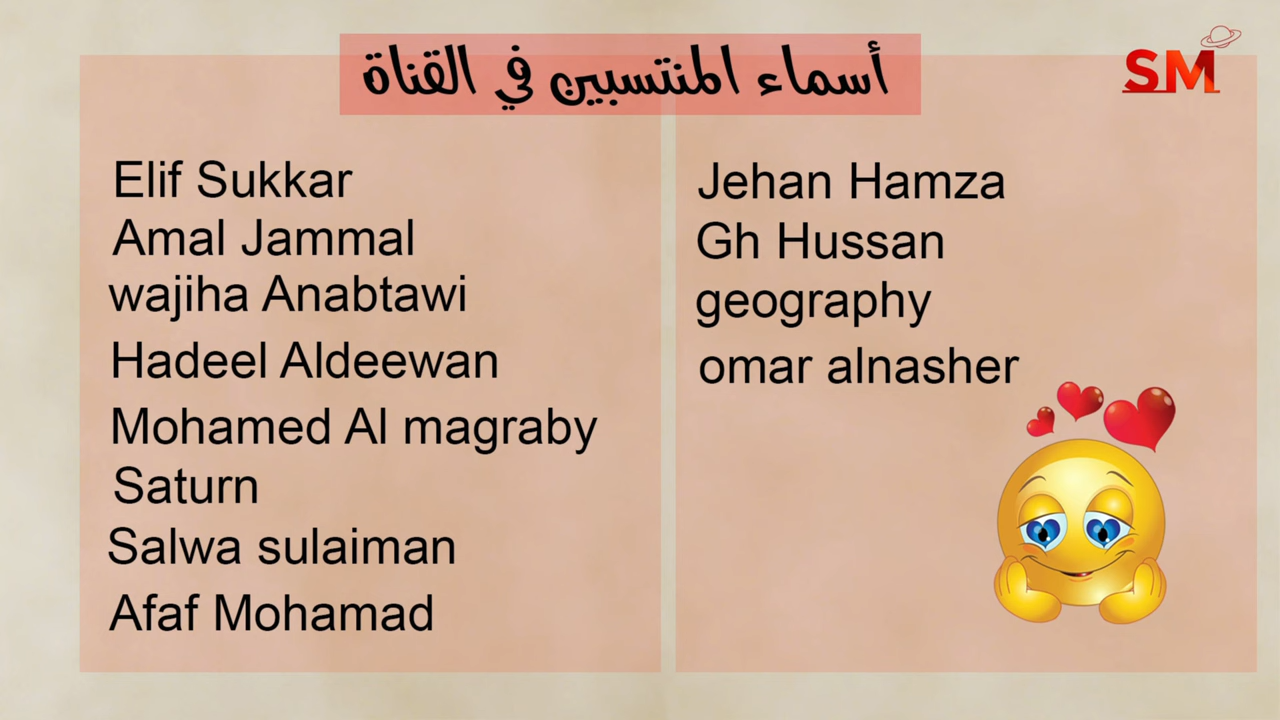 أسماء المنتسبين في القناة
SM
Elif Sukkar
Amal Jammal
wajiha Anabtawi
Hadeel Aldeewan
Mohamed Al magraby
Saturn
Salwa sulaiman
Afaf Mohamad
Jehan Hamza
Gh Hussan
geography
omar alnasher